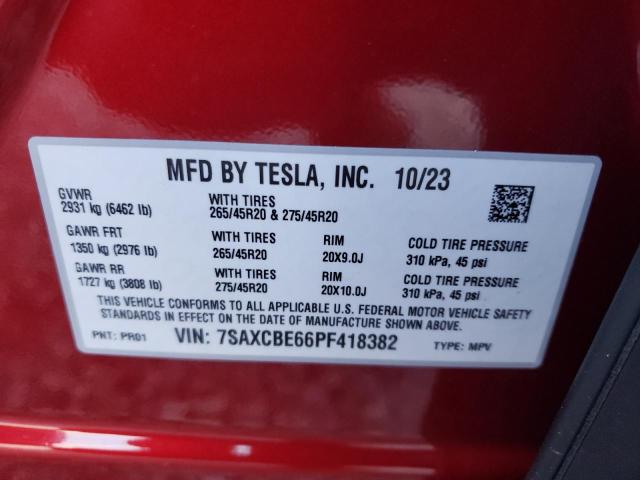 MFD BY TESLA, INC. 10/23
GVWR
2931 kg (6462 lb)
WITH TIRES
265/45R20 & 275/45R20
GAWR FRT
1350 kg (2976 lb)
WITH TIRES
265/45R20
RIM
20X9.0J
COLD TIRE PRESSURE
310 kPa, 45 psi
GAWR RR
1727 kg (3808 lb)
WITH TIRES
275/45R20
RIM
20X10.0J
COLD TIRE PRESSURE
310 kPa, 45 psi
THIS VEHICLE CONFORMS TO ALL APPLICABLE U.S. FEDERAL MOTOR VEHICLE SAFETY
STANDARDS IN EFFECT ON THE DATE OF MANUFACTURE SHOWN ABOVE.
PNT: PR01 VIN: 7SAXCBE66PF418382 TYPE: MPV